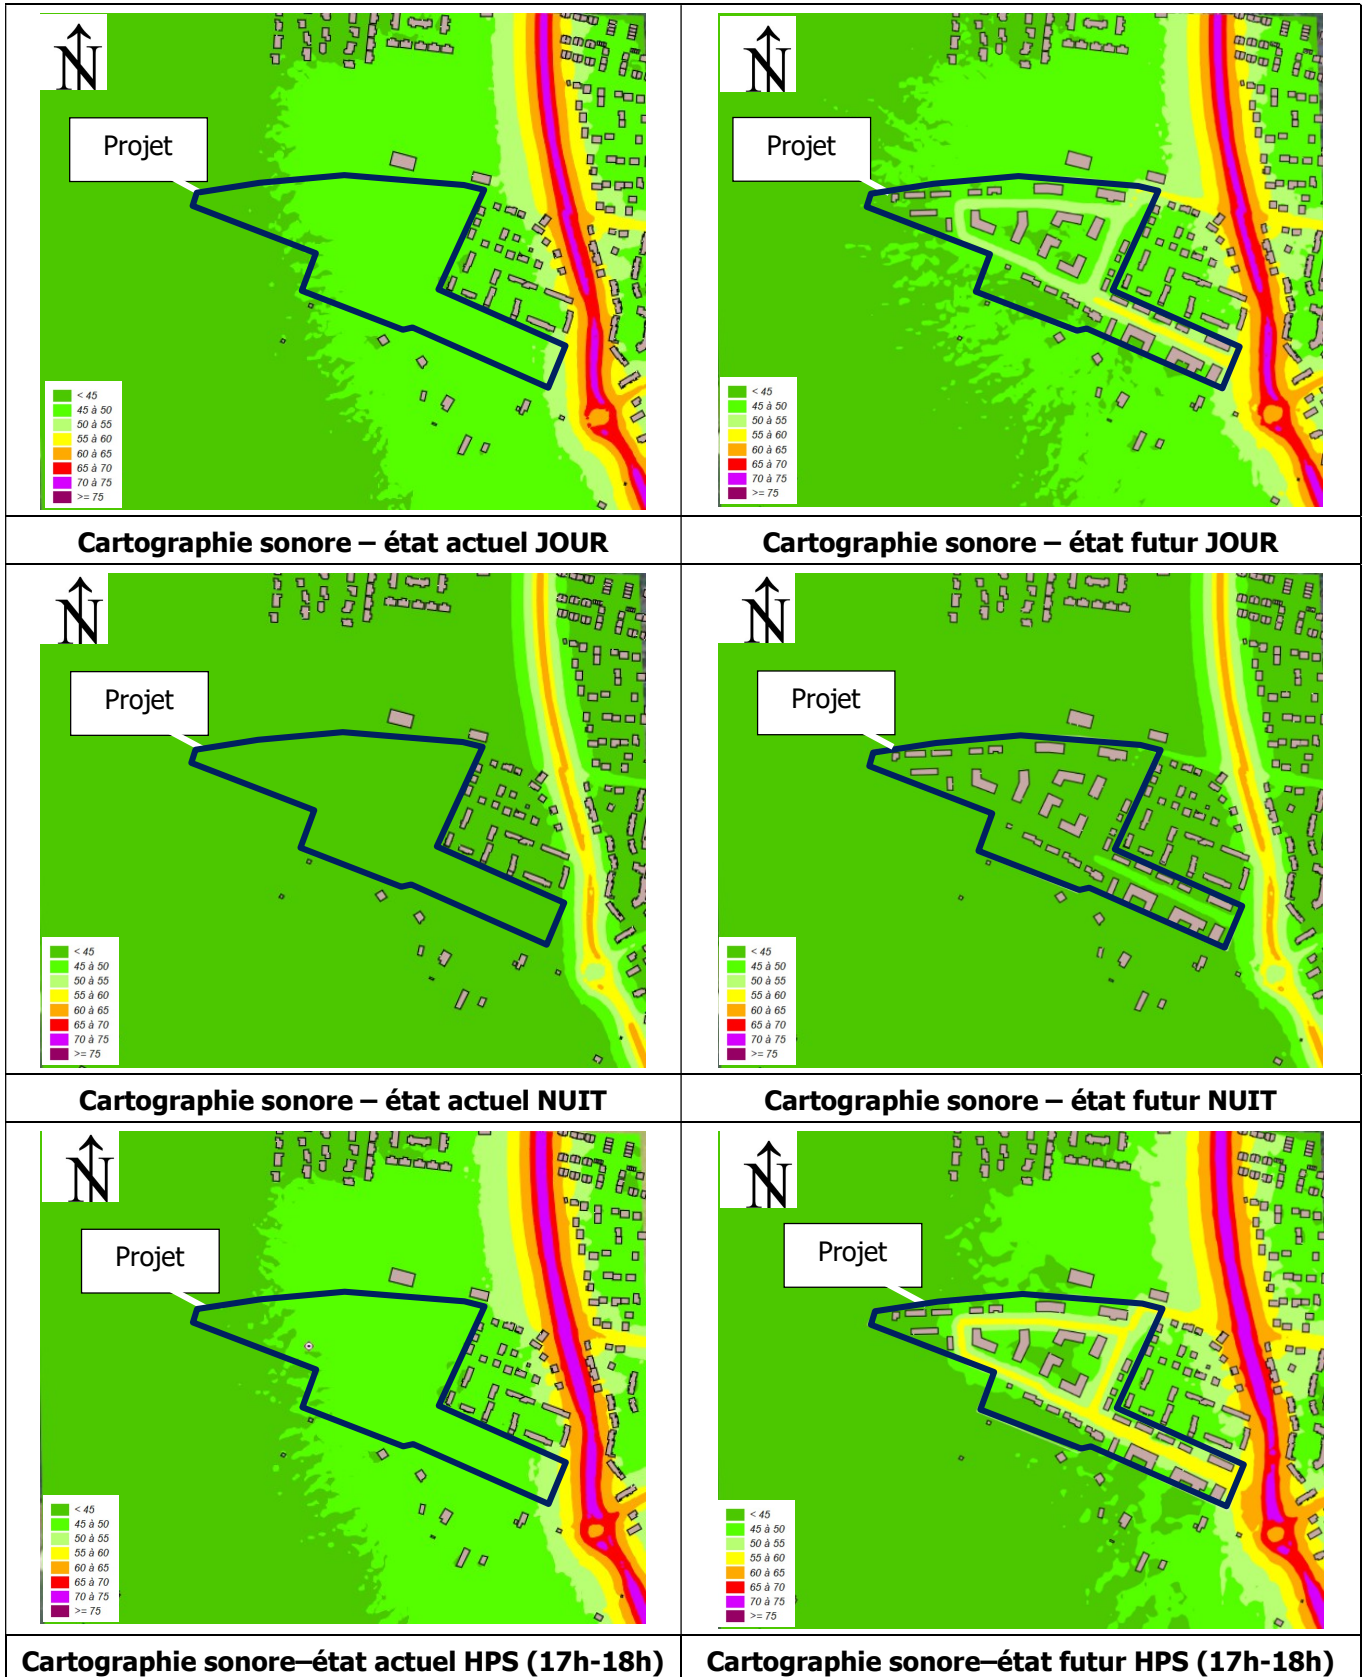 N
Projet
< 45
45 à 50
50 à 55
55 à 60
60 à 65
65 à 70
70 à 75
>= 75
N
Projet
< 45
45 à 50
50 à 55
55 à 60
60 à 65
65 à 70
70 à 75
>= 75
Cartographie sonore – état actuel JOUR
Cartographie sonore – état futur JOUR
N
Projet
< 45
45 à 50
50 à 55
55 à 60
60 à 65
65 à 70
70 à 75
>= 75
N
Projet
< 45
45 à 50
50 à 55
55 à 60
60 à 65
65 à 70
70 à 75
>= 75
Cartographie sonore – état actuel NUIT
Cartographie sonore – état futur NUIT
N
Projet
< 45
45 à 50
50 à 55
55 à 60
60 à 65
65 à 70
70 à 75
>= 75
N
Projet
< 45
45 à 50
50 à 55
55 à 60
60 à 65
65 à 70
70 à 75
>= 75
Cartographie sonore–état actuel HPS (17h-18h)
Cartographie sonore–état futur HPS (17h-18h)